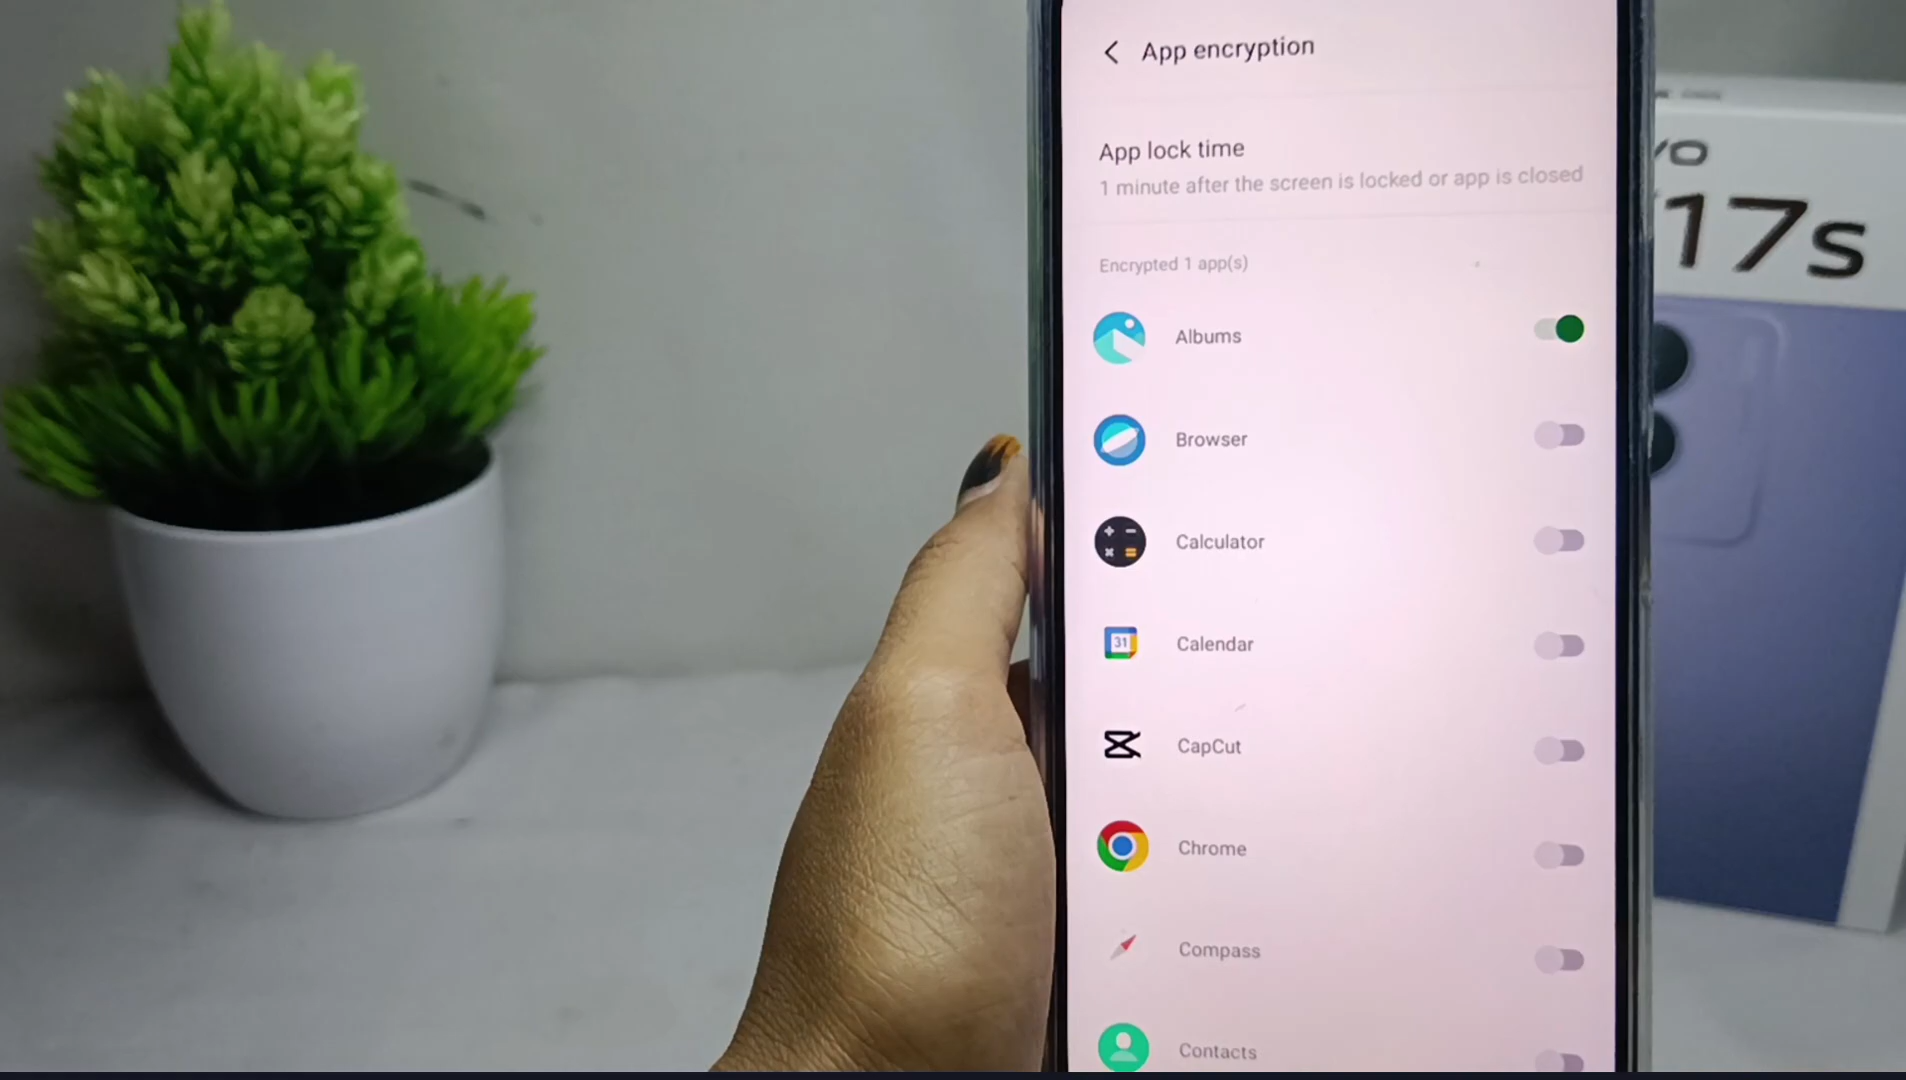 App encryption
App lock time
1 minute after the screen is locked or app is closed
Encrypted 1 app(s)
Albums
Browser
Calculator
31
Calendar
CapCut
Chrome
Compass
Contacts
vo
17s